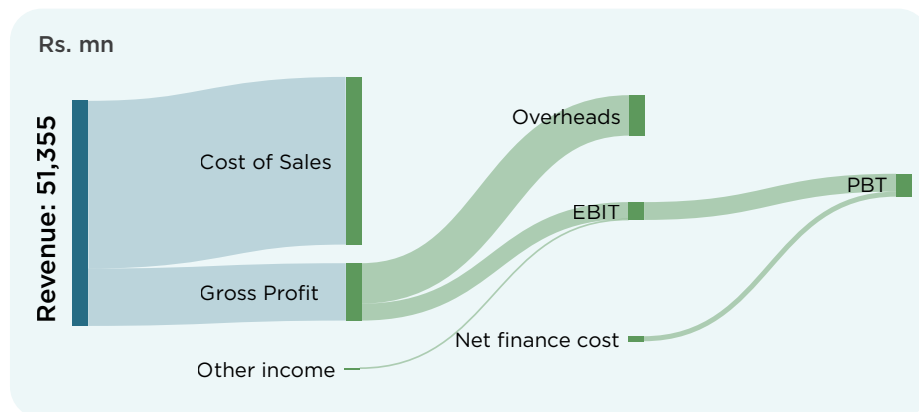 Rs. mn
Revenue: 51,355
Cost of Sales
Gross Profit
Other income
Overheads
EBIT
Net finance cost
PBT